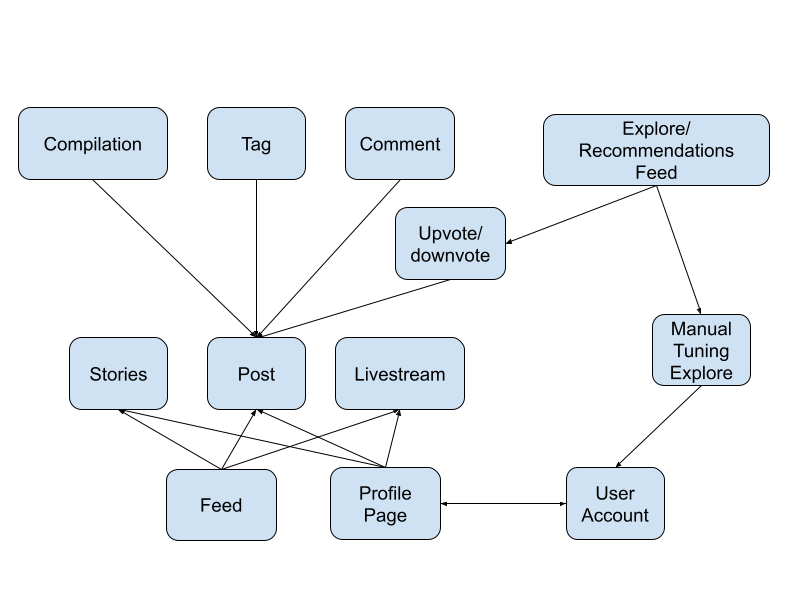 Compilation
Tag
Comment
Explore/
Recommendations
Feed
Upvote/
downvote
Manual
Tuning
Explore
Stories
Post
Livestream
Feed
Profile
Page
User
Account